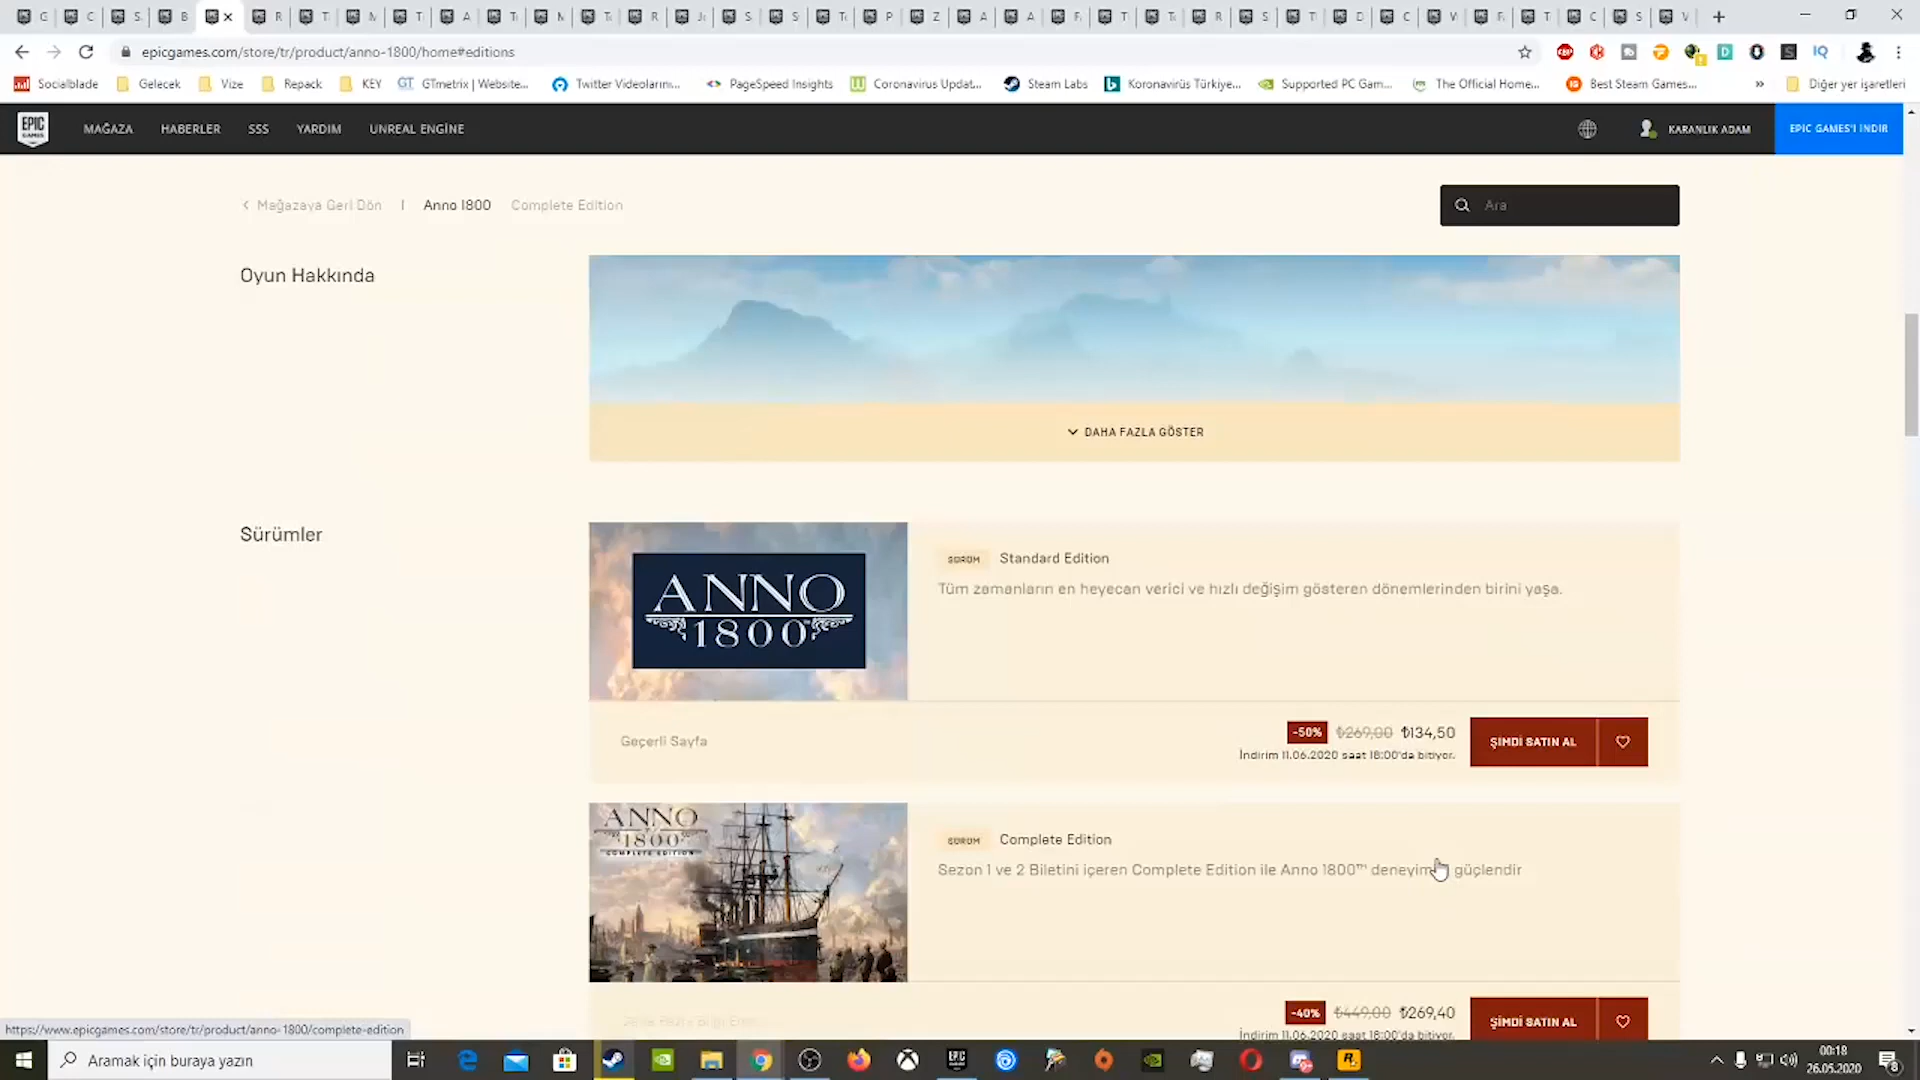 epicgames.com/store/tr/product/anno-1800/home#editions
Socialblade
Gelecek
Vize
Repack
KEY
GTmetrix | Website...
Twitter Videolarını...
PageSpeed Insights
Coronavirus Updat...
Steam Labs
Koronavirüs Türkiye...
Supported PC Gam...
The Official Home...
Best Steam Games...
»
Diğer yer işaretleri
EPIC GAMES
MAĞAZA
HABERLER
SSS
YARDIM
UNREAL ENGİNE
KARANLIK ADAM
EPIC GAMES'İ İNDİR
Mağazaya Geri Dön
Anno 1800
Complete Edition
Ara
Oyun Hakkında
DAHA FAZLA GÖSTER
Sürümler
ANNO
1800
SÜRÜM
Standard Edition
Tüm zamanların en heyecan verici ve hızlı değişim gösteren dönemlerinden birini yaşa.
Geçerli Sayfa
-50%
₺269,00
₺134,50
İndirim 11.06.2020 saat 18:00'da bitiyor.
ŞİMDİ SATIN AL
ANNO
1800
COMPLETE EDITION
SÜRÜM
Complete Edition
Sezon 1 ve 2 Biletini içeren Complete Edition ile Anno 1800™ deneyim güçlendir
-40%
₺449,00
₺269,40
İndirim 11.06.2020 saat 18:00'da bitiyor.
ŞİMDİ SATIN AL
https://www.epicgames.com/store/tr/product/anno-1800/complete-edition
Aramak için buraya yazın
00:18
26.05.2020
8